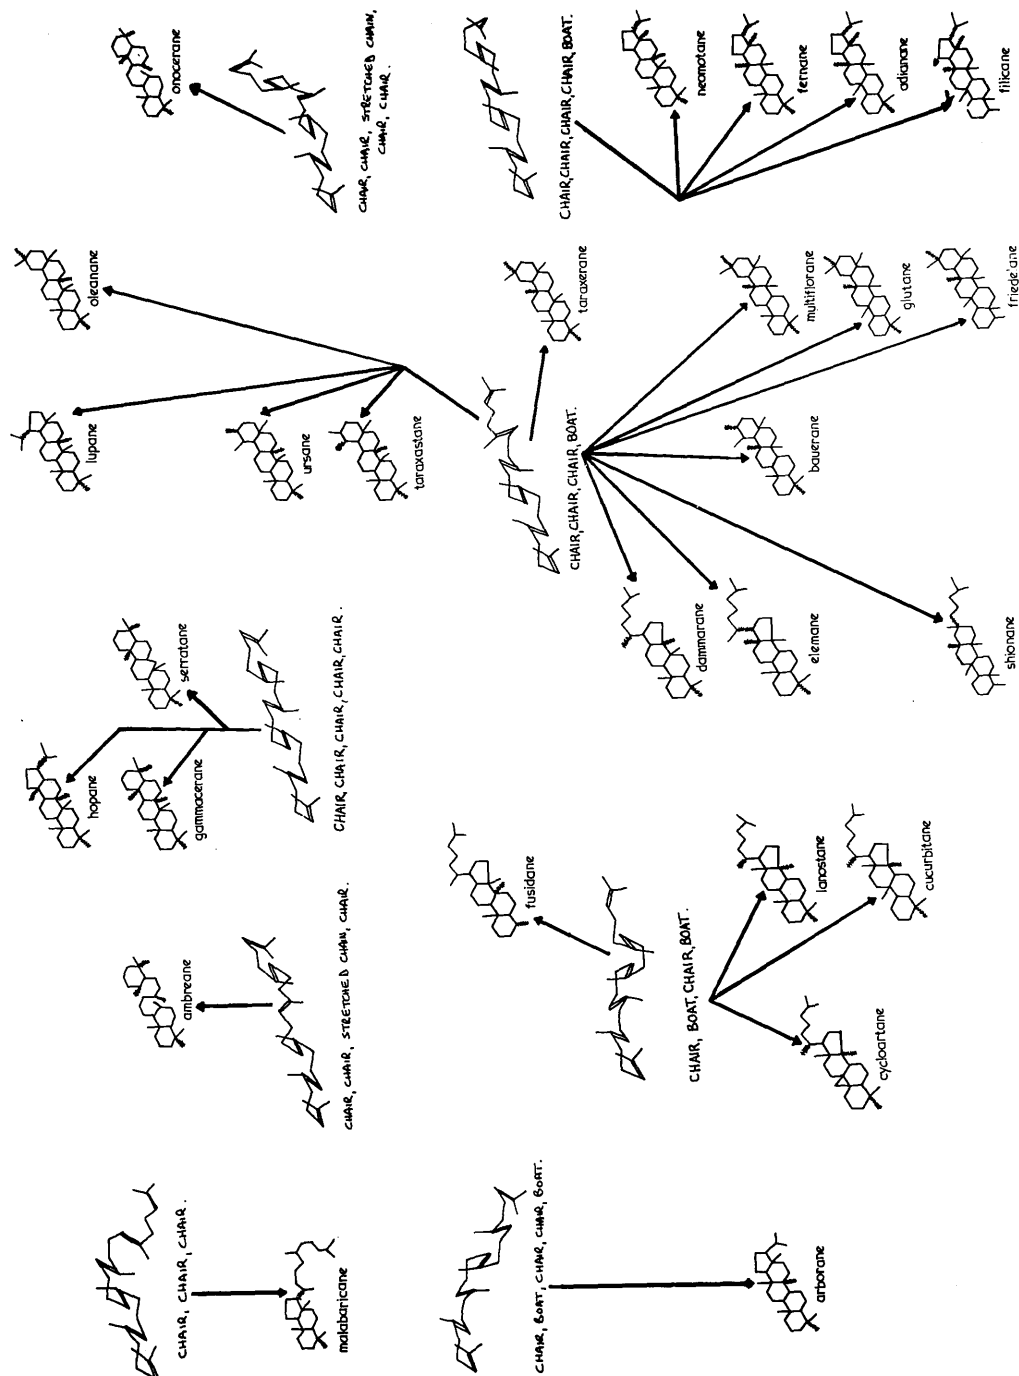 onocerane
CHAIR, CHAIR, STRETCHED CHAIN,
CHAIR, CHAIR.
CHAIR, CHAIR, CHAIR, CHAIR, BOAT.
neomotane
fernane
adianane
filicane
oleanane
lupane
ursane
taraxastane
taraxerane
CHAIR, CHAIR, CHAIR, BOAT.
multiflorane
glutane
friedelane
bauerane
dammarane
elemane
shionane
serratane
hopane
gammacerane
CHAIR, CHAIR, CHAIR, CHAIR, CHAIR.
ambreane
CHAIR, CHAIR, STRETCHED CHAIN, CHAIR.
fusidane
CHAIR, BOAT, CHAIR, BOAT.
lanostane
cucurbitane
cycloartane
CHAIR, CHAIR, CHAIR.
malabaricane
CHAIR, BOAT, CHAIR, CHAIR, BOAT.
arborane